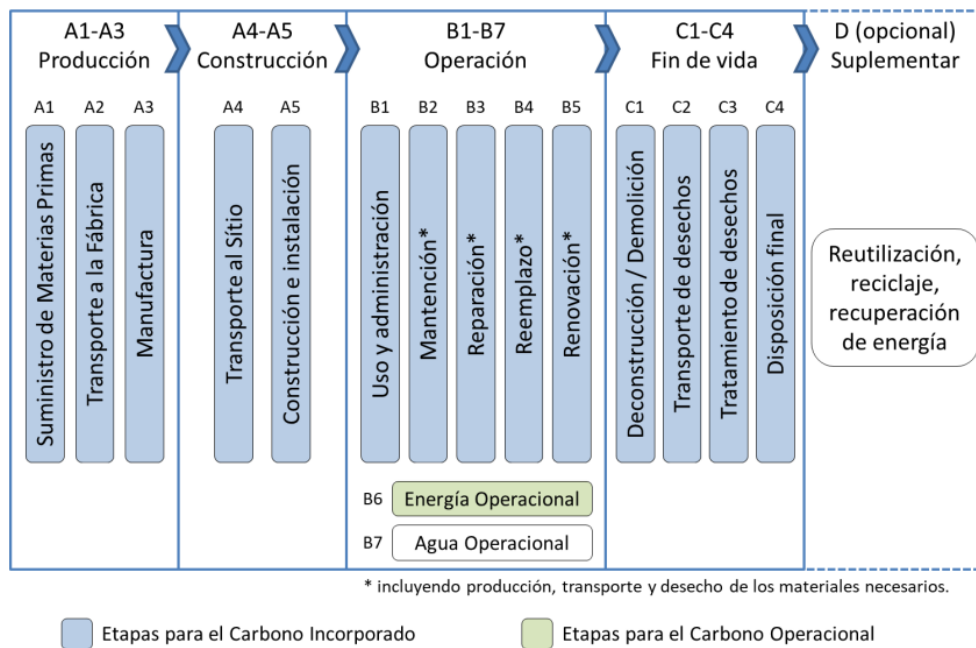 A1-A3
Producción
A4-A5
Construcción
B1-B7
Operación
C1-C4
Fin de vida
D (opcional)
Suplementar
A1
A2
A3
A4
A5
B1
B2
B3
B4
B5
C1
C2
C3
C4
Suministro de Materias Primas
Transporte a la Fábrica
Manufactura
Transporte al Sítio
Construcción e instalación
Uso y administración
Mantención*
Reparación*
Reemplazo*
Renovación*
Deconstrucción / Demolición
Transporte de desechos
Tratamiento de desechos
Disposición final
Reutilización,
reciclaje,
recuperación
de energía
B6
Energía Operacional
B7
Agua Operacional
* incluyendo producción, transporte y desecho de los materiales necesarios.
Etapas para el Carbono Incorporado
Etapas para el Carbono Operacional